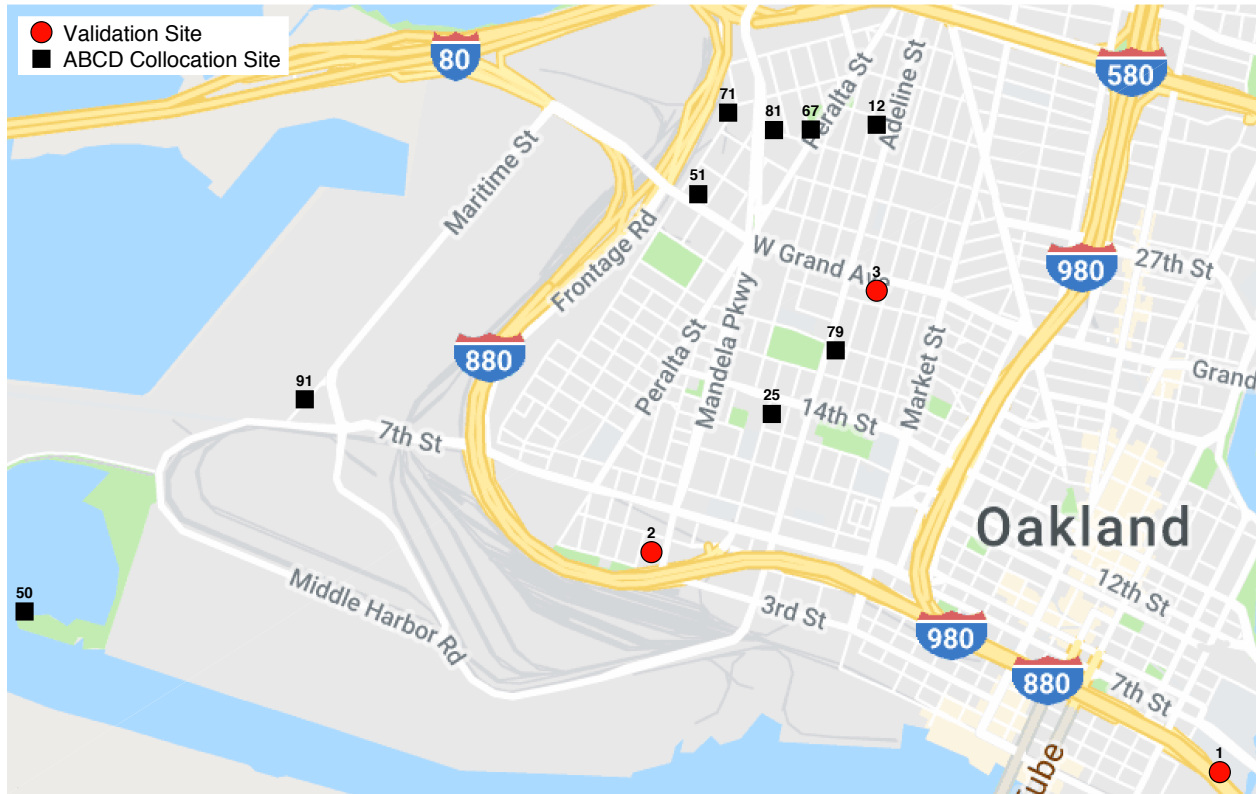 Validation Site
ABCD Collocation Site
80
580
71
81
67
12
Peralta St
Adeline St
Maritime St
51
Frontage Rd
W Grand Ave
3
980
27th St
880
Peralta St
Mandela Pkwy
79
Market St
Grand
91
25
14th St
7th St
Oakland
2
50
Middle Harbor Rd
3rd St
12th St
980
880
7th St
1
Tube